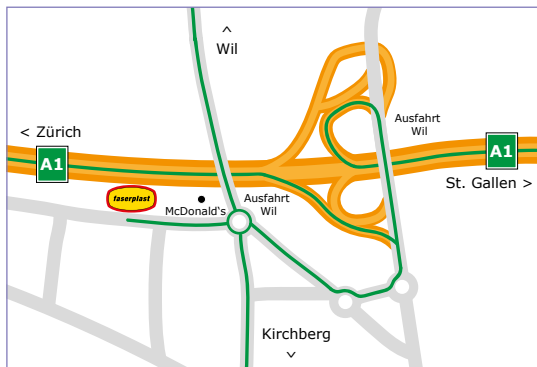 ^
Wil
< Zürich
A1
Ausfahrt
Wil
A1
St. Gallen >
faserplast
McDonald's
Ausfahrt
Wil
Kirchberg
v